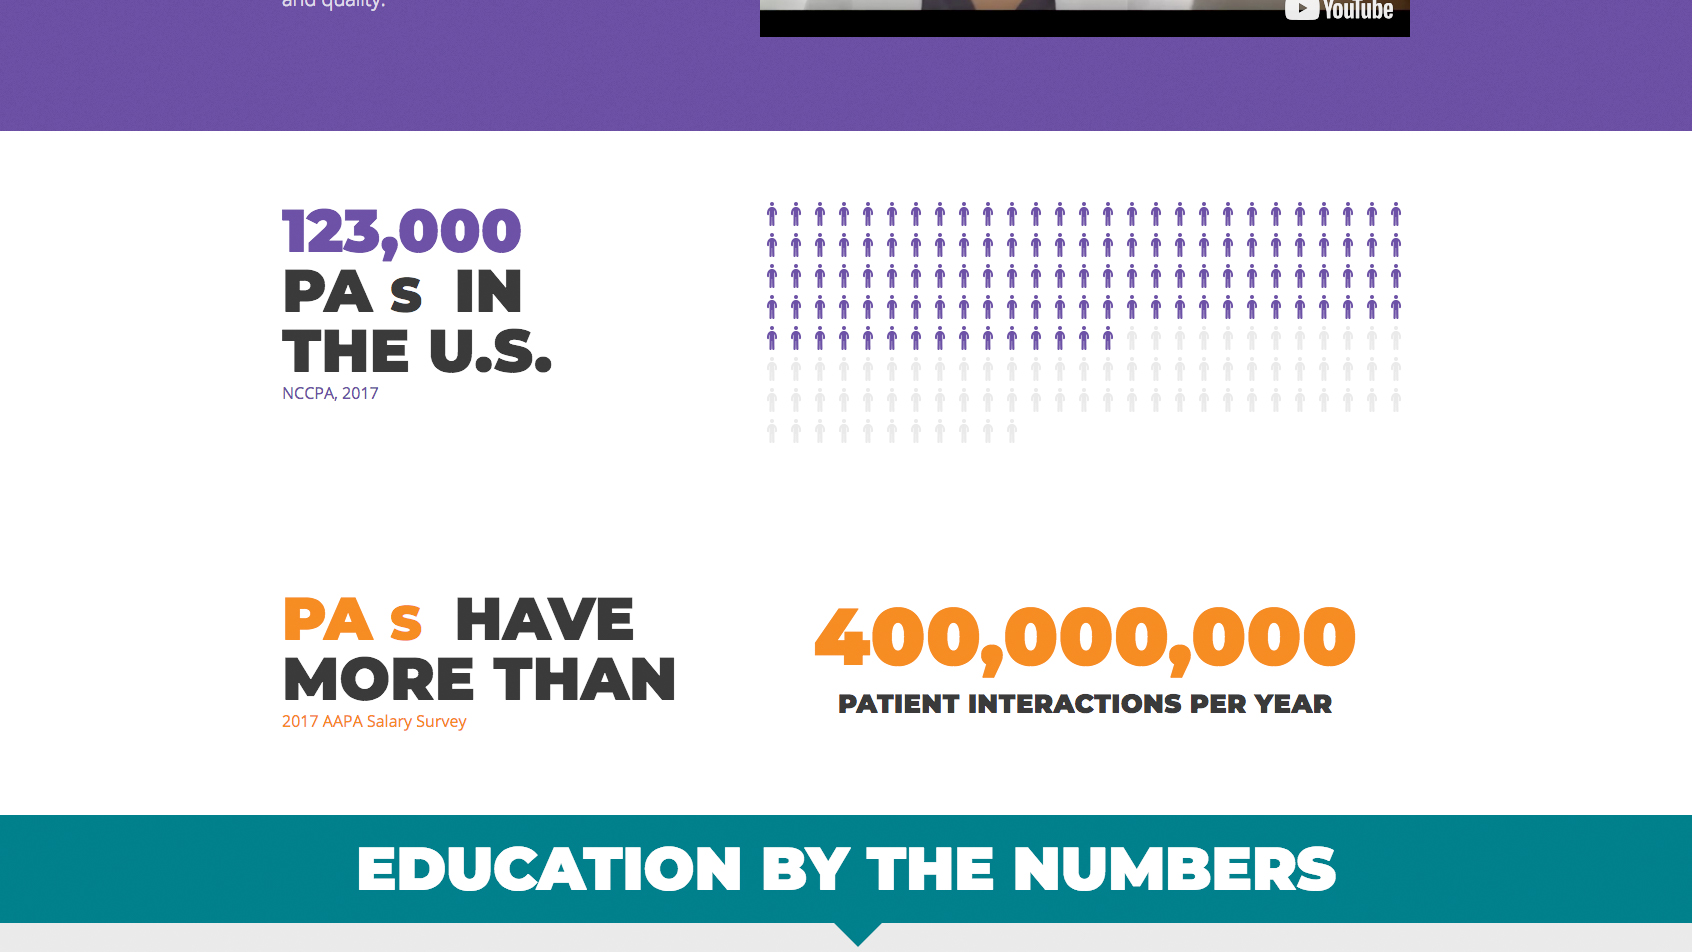 and quality.
YouTube
123,000
PA s IN
THE U.S.
NCCPA, 2017
PA s HAVE
MORE THAN
2017 AAPA Salary Survey
400,000,000
PATIENT INTERACTIONS PER YEAR
EDUCATION BY THE NUMBERS